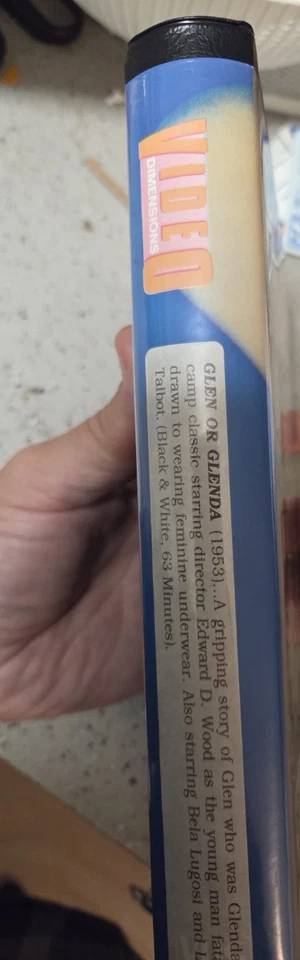 VIDEO
DIMENSIONS
GLEN OR GLENDA (1953)...A gripping story of Glen who was Glenda
camp classic starring director Edward D. Wood as the young man
drawn to wearing feminine underwear. Also starring Bela Lugosi and
Talbot. (Black & White, 63 Minutes).